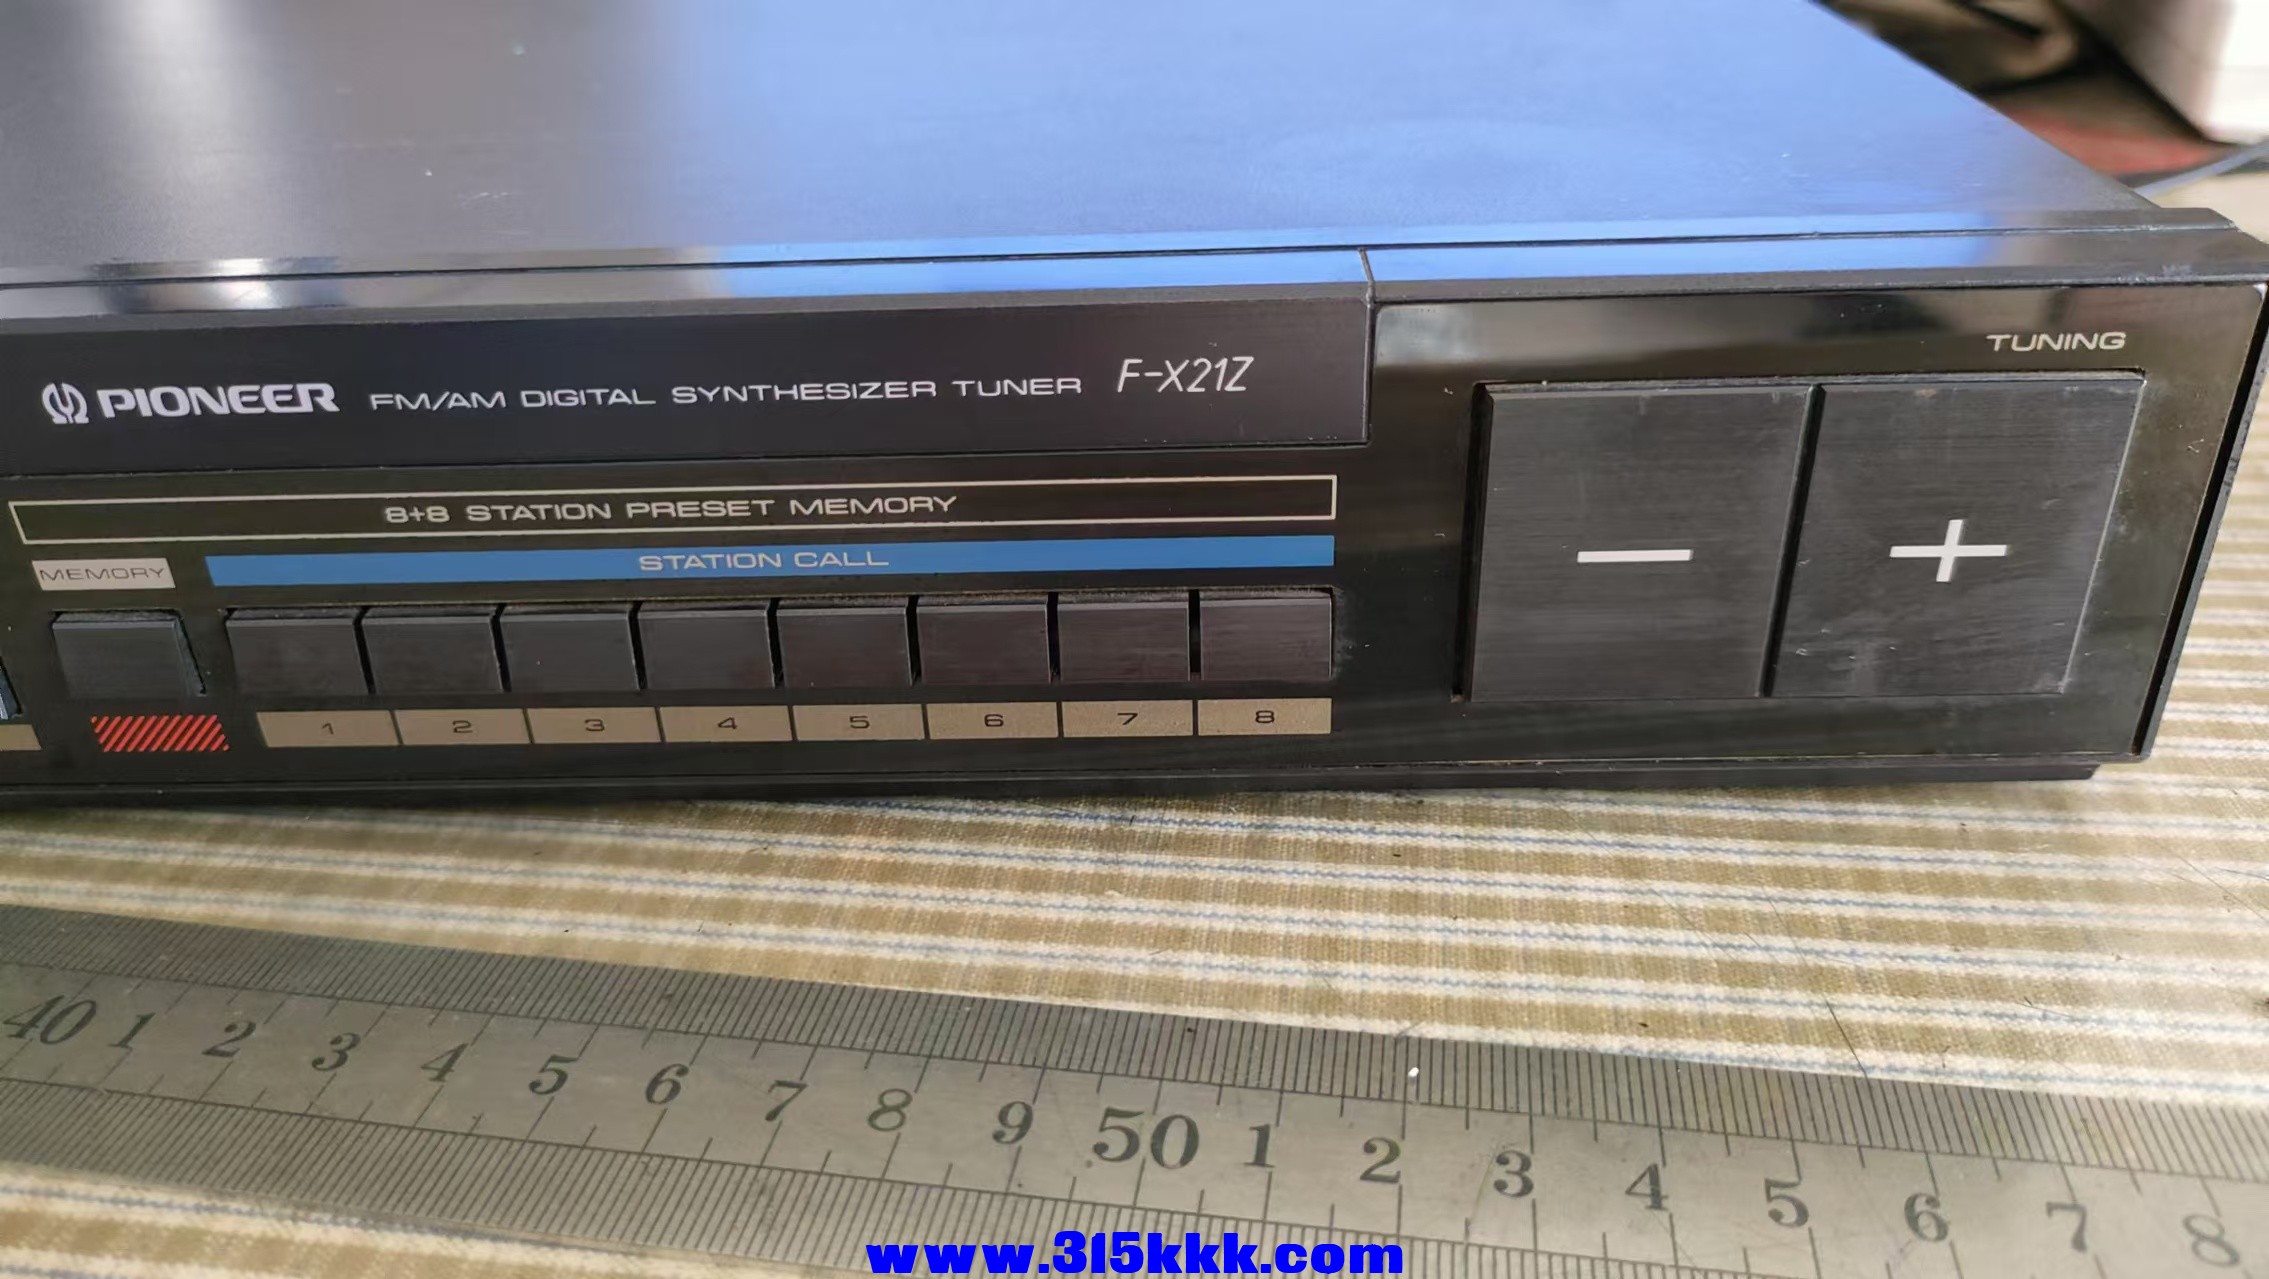 TUNING
PIONEER FM/AM DIGITAL SYNTHESIZER TUNER F-X21Z
8+8 STATION PRESET MEMORY
STATION CALL
MEMORY
− +
1 2 3 4 5 6 7 8
40 1 2 3 4 5 6 7 8 9 50 1 2 3 4 5 6 7 8
www.315kkk.com